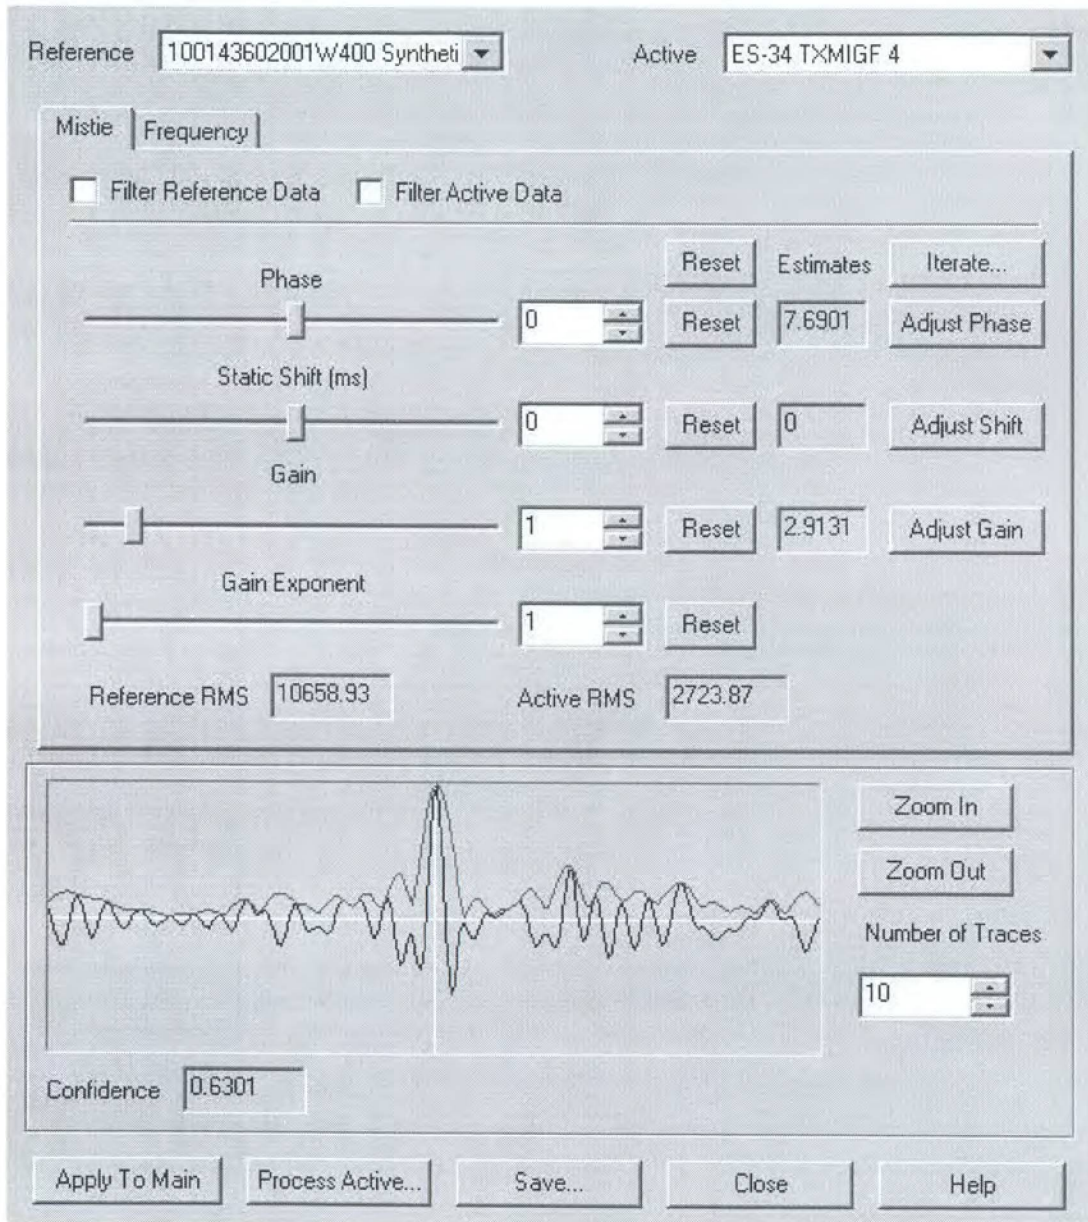 Reference 100143602001W400 Syntheti Active ES-34 TXMIGF 4
Mistie Frequency
Filter Reference Data Filter Active Data
Reset Estimates Iterate...
Phase
0 Reset 7.6901 Adjust Phase
Static Shift (ms)
0 Reset 0 Adjust Shift
Gain
1 Reset 2.9131 Adjust Gain
Gain Exponent
1 Reset
Reference RMS 10658.93 Active RMS 2723.87
Zoom In
Zoom Out
Number of Traces
10
Confidence 0.6301
Apply To Main Process Active... Save... Close Help